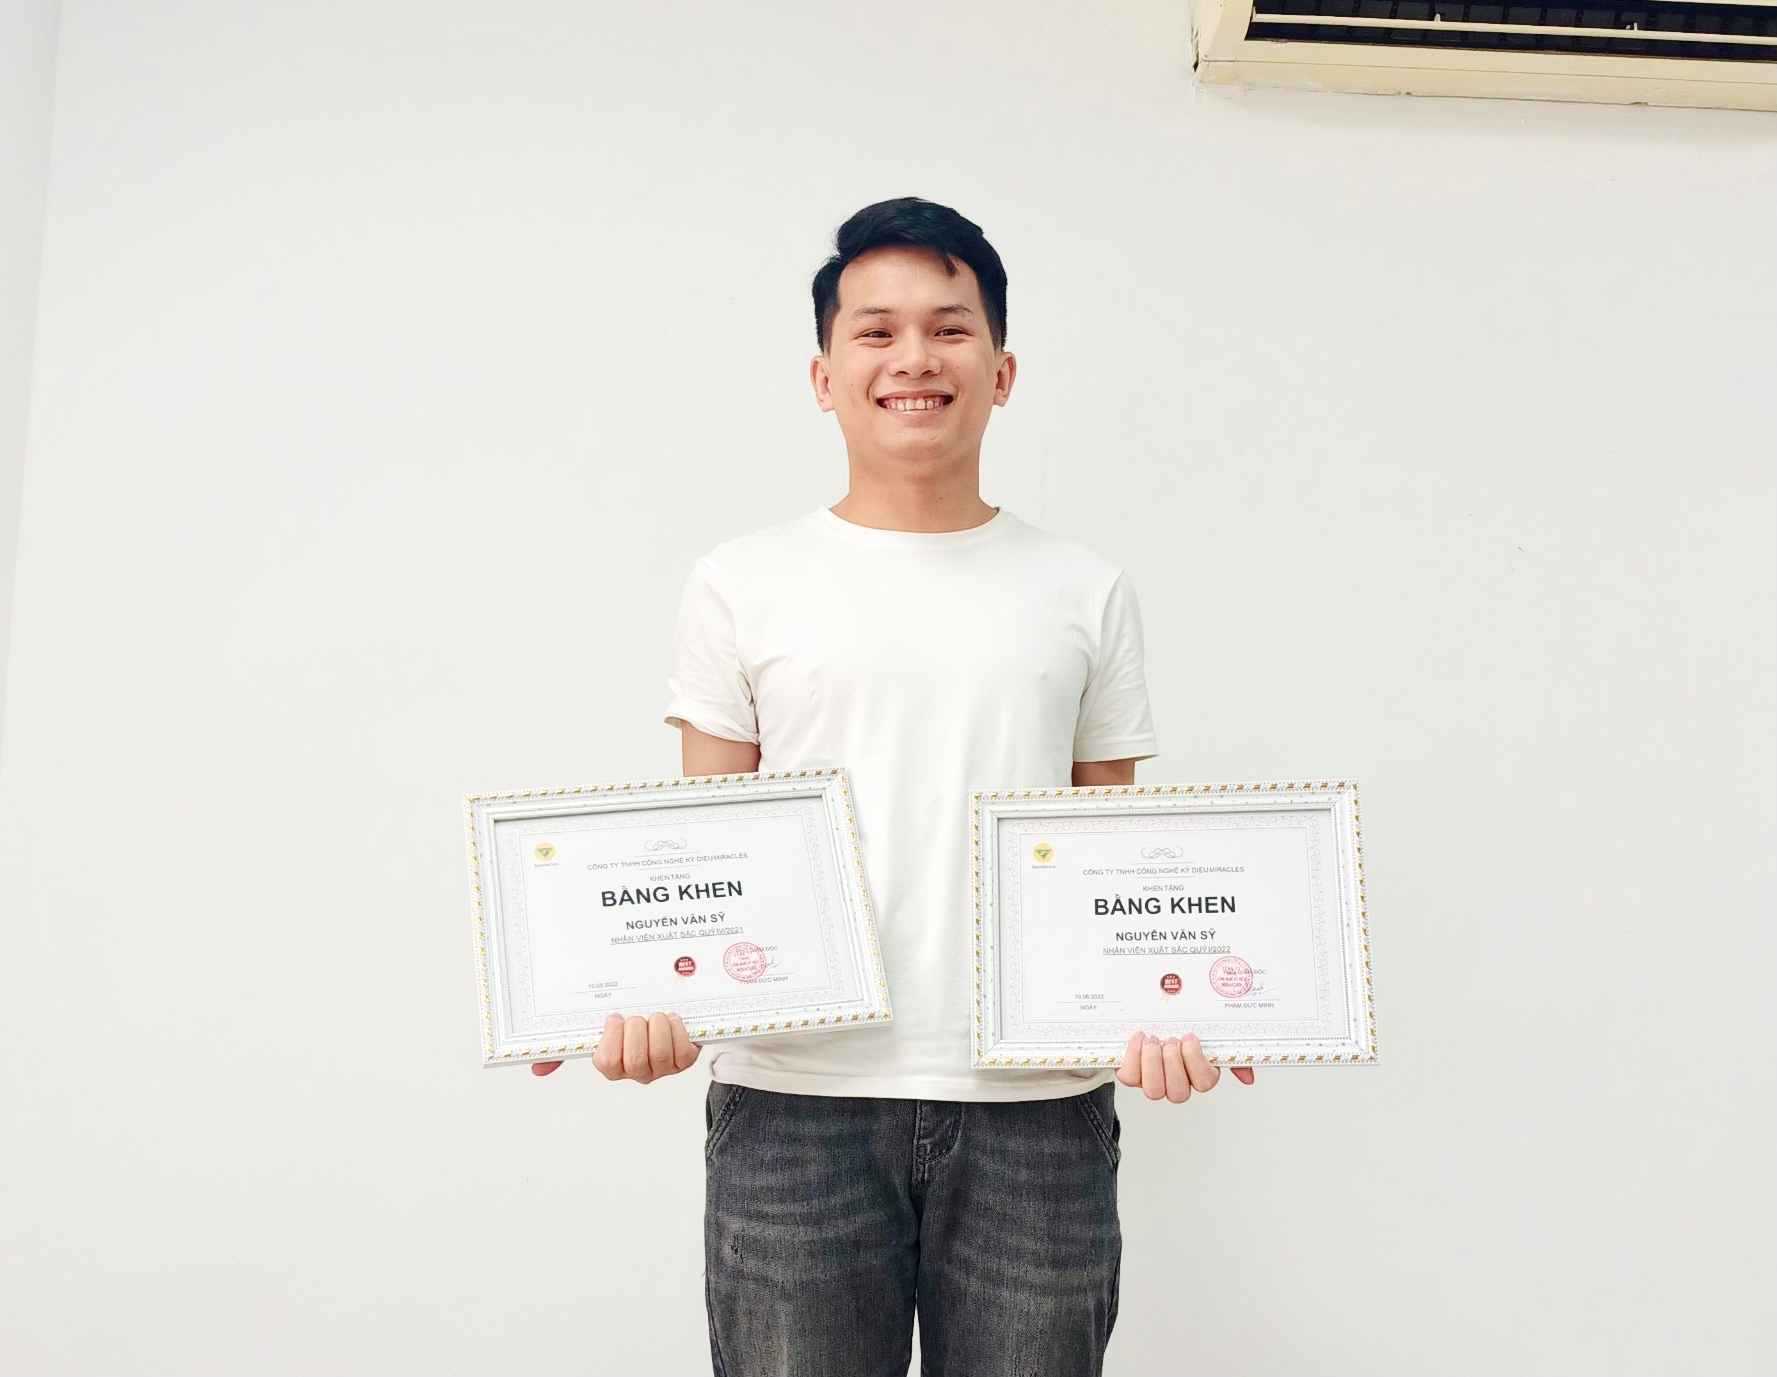 CÔNG TY TNHH CÔNG NGHỆ KỲ DIỆU MIRACLES
KHEN TẶNG
BẰNG KHEN
NGUYỄN VĂN SỸ
NHÂN VIÊN XUẤT SẮC QUÝ IV/2021
BEST
GIÁM ĐỐC
MIRACLES
10.03.2022
NGÀY
PHẠM ĐỨC MINH
CÔNG TY TNHH CÔNG NGHỆ KỲ DIỆU MIRACLES
KHEN TẶNG
BẰNG KHEN
NGUYỄN VĂN SỸ
NHÂN VIÊN XUẤT SẮC QUÝ I/2022
BEST
GIÁM ĐỐC
MIRACLES
10.06.2022
NGÀY
PHẠM ĐỨC MINH